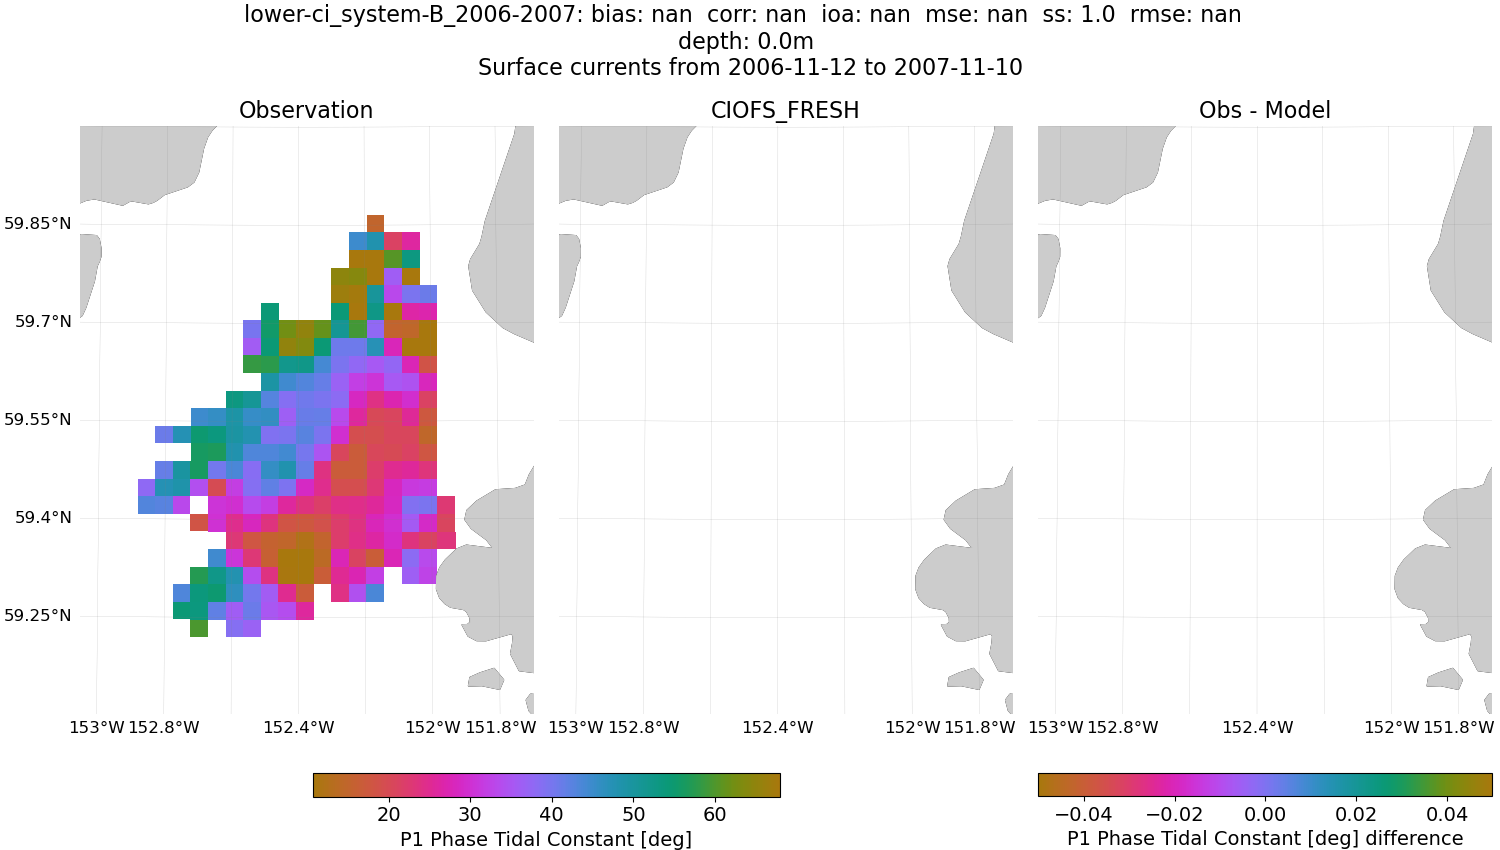 lower-ci_system-B_2006-2007: bias: nan  corr: nan  ioa: nan  mse: nan  ss: 1.0  rmse: nan
depth: 0.0m
Surface currents from 2006-11-12 to 2007-11-10
Observation CIOFS_FRESH Obs - Model
59.85°N
59.7°N
59.55°N
59.4°N
59.25°N
153°W 152.8°W 152.4°W 152°W 151.8°W 153°W 152.8°W 152.4°W 152°W 151.8°W 153°W 152.8°W 152.4°W 152°W 151.8°W
20 30 40 50 60 −0.04 −0.02 0.00 0.02 0.04
P1 Phase Tidal Constant [deg] P1 Phase Tidal Constant [deg] difference